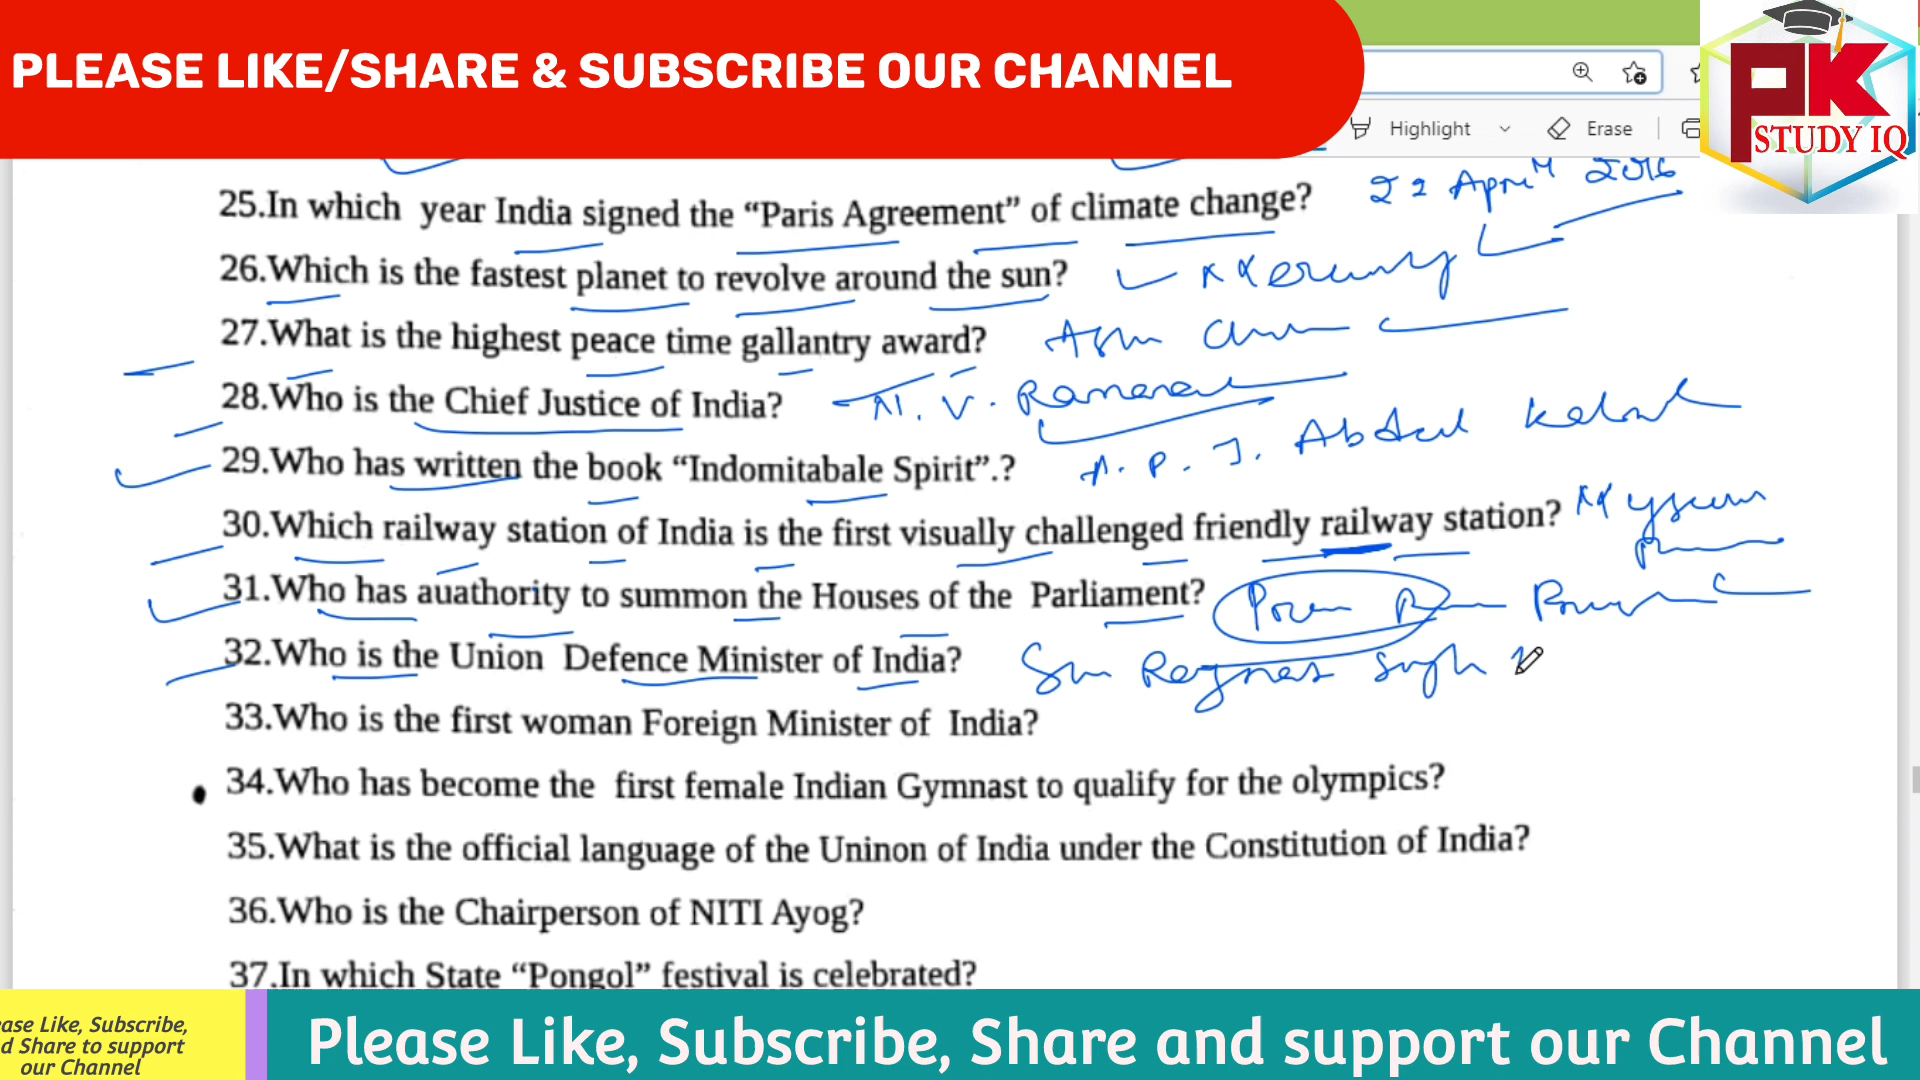 PLEASE LIKE/SHARE & SUBSCRIBE OUR CHANNEL
PK
STUDY IQ
Highlight
Erase
25.In which year India signed the “Paris Agreement” of climate change? 22 April 2016
26.Which is the fastest planet to revolve around the sun? Mercury
27.What is the highest peace time gallantry award?
28.Who is the Chief Justice of India? N. V. Ramana
29.Who has written the book “Indomitabale Spirit”.? A. P. J. Abdul Kalam
30.Which railway station of India is the first visually challenged friendly railway station?
31.Who has auathority to summon the Houses of the Parliament?
32.Who is the Union Defence Minister of India?
33.Who is the first woman Foreign Minister of India?
34.Who has become the first female Indian Gymnast to qualify for the olympics?
35.What is the official language of the Uninon of India under the Constitution of India?
36.Who is the Chairperson of NITI Ayog?
37.In which State “Pongol” festival is celebrated?
ease Like, Subscribe,
d Share to support
our Channel
Please Like, Subscribe, Share and support our Channel